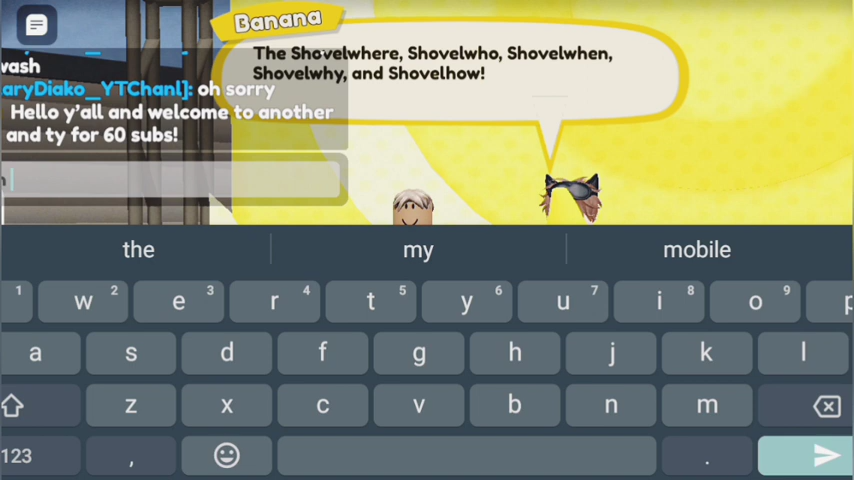 Banana
The Shovelwhere, Shovelwho, Shovelwhen,
Shovelwhy, and Shovelhow!
wash
aryDiako_YTChanl]: oh sorry
Hello y'all and welcome to another
and ty for 60 subs!
the my mobile
1 w 2 e 3 r 4 t 5 y 6 u 7 i 8 o 9 p
a s d f g h j k l
z x c v b n m
123 , .